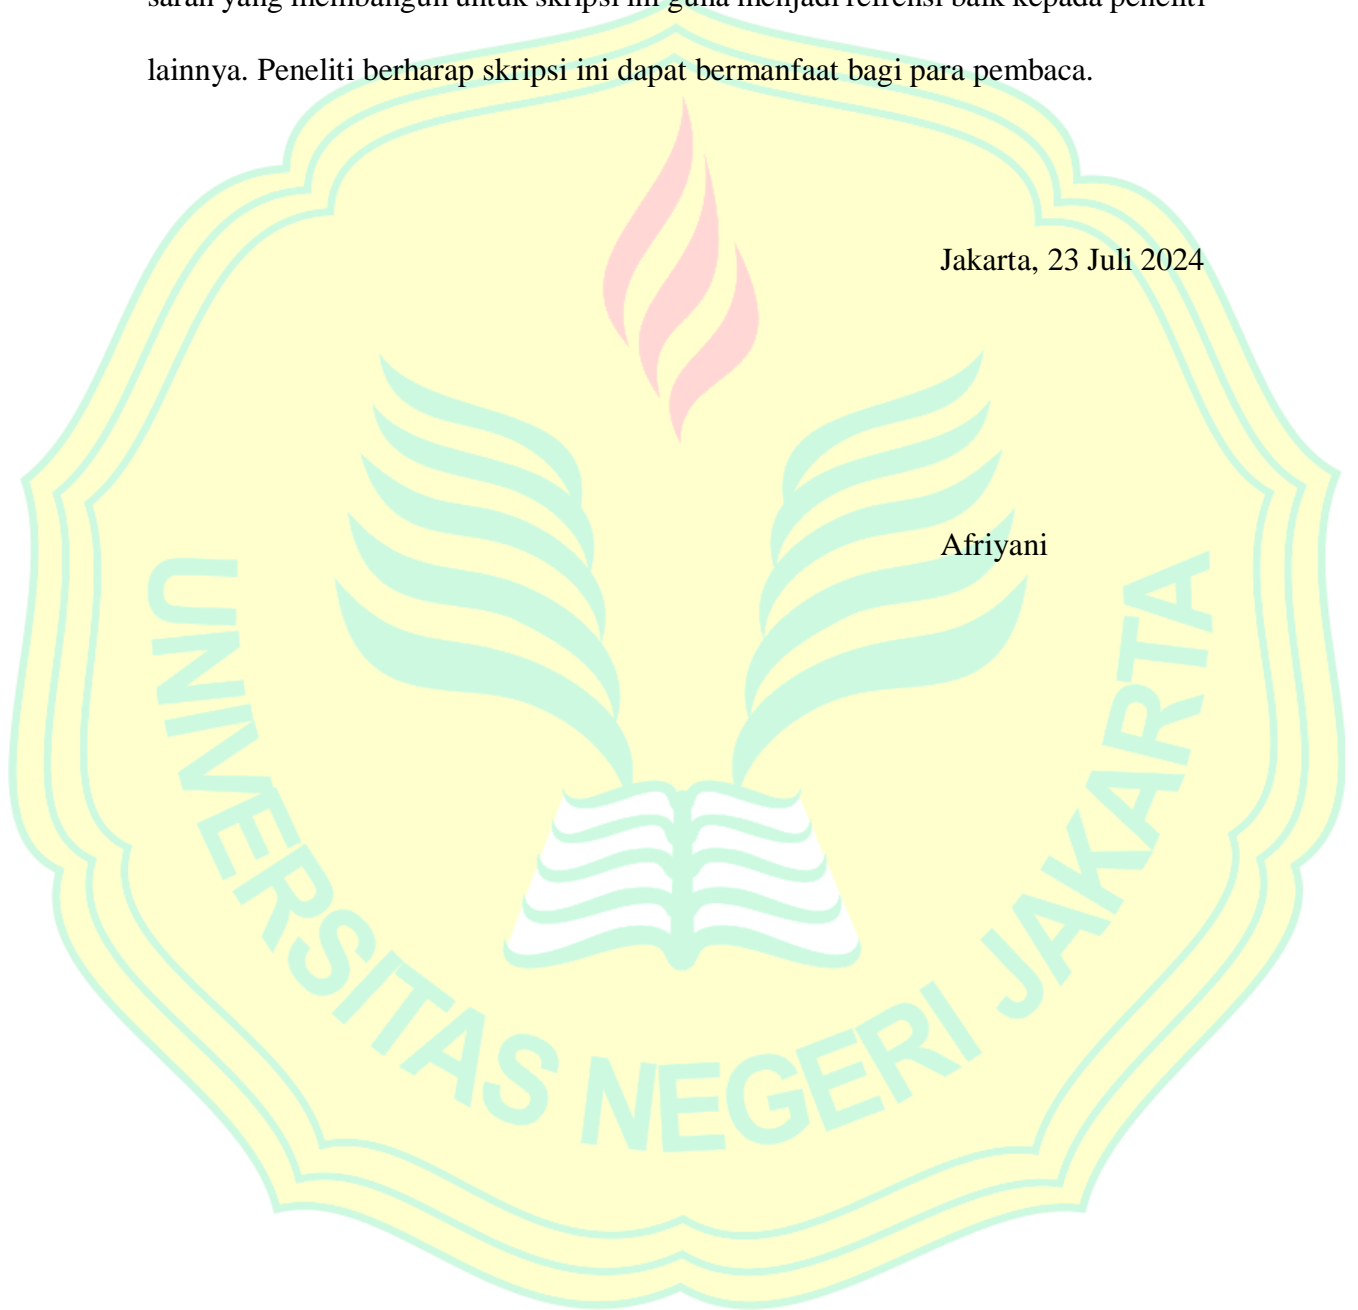 saran yang membangun untuk skripsi ini guna menjadi refrensi baik kepada peneliti
lainnya. Peneliti berharap skripsi ini dapat bermanfaat bagi para pembaca.
Jakarta, 23 Juli 2024
Afriyani
UNIVERSITAS NEGERI JAKARTA